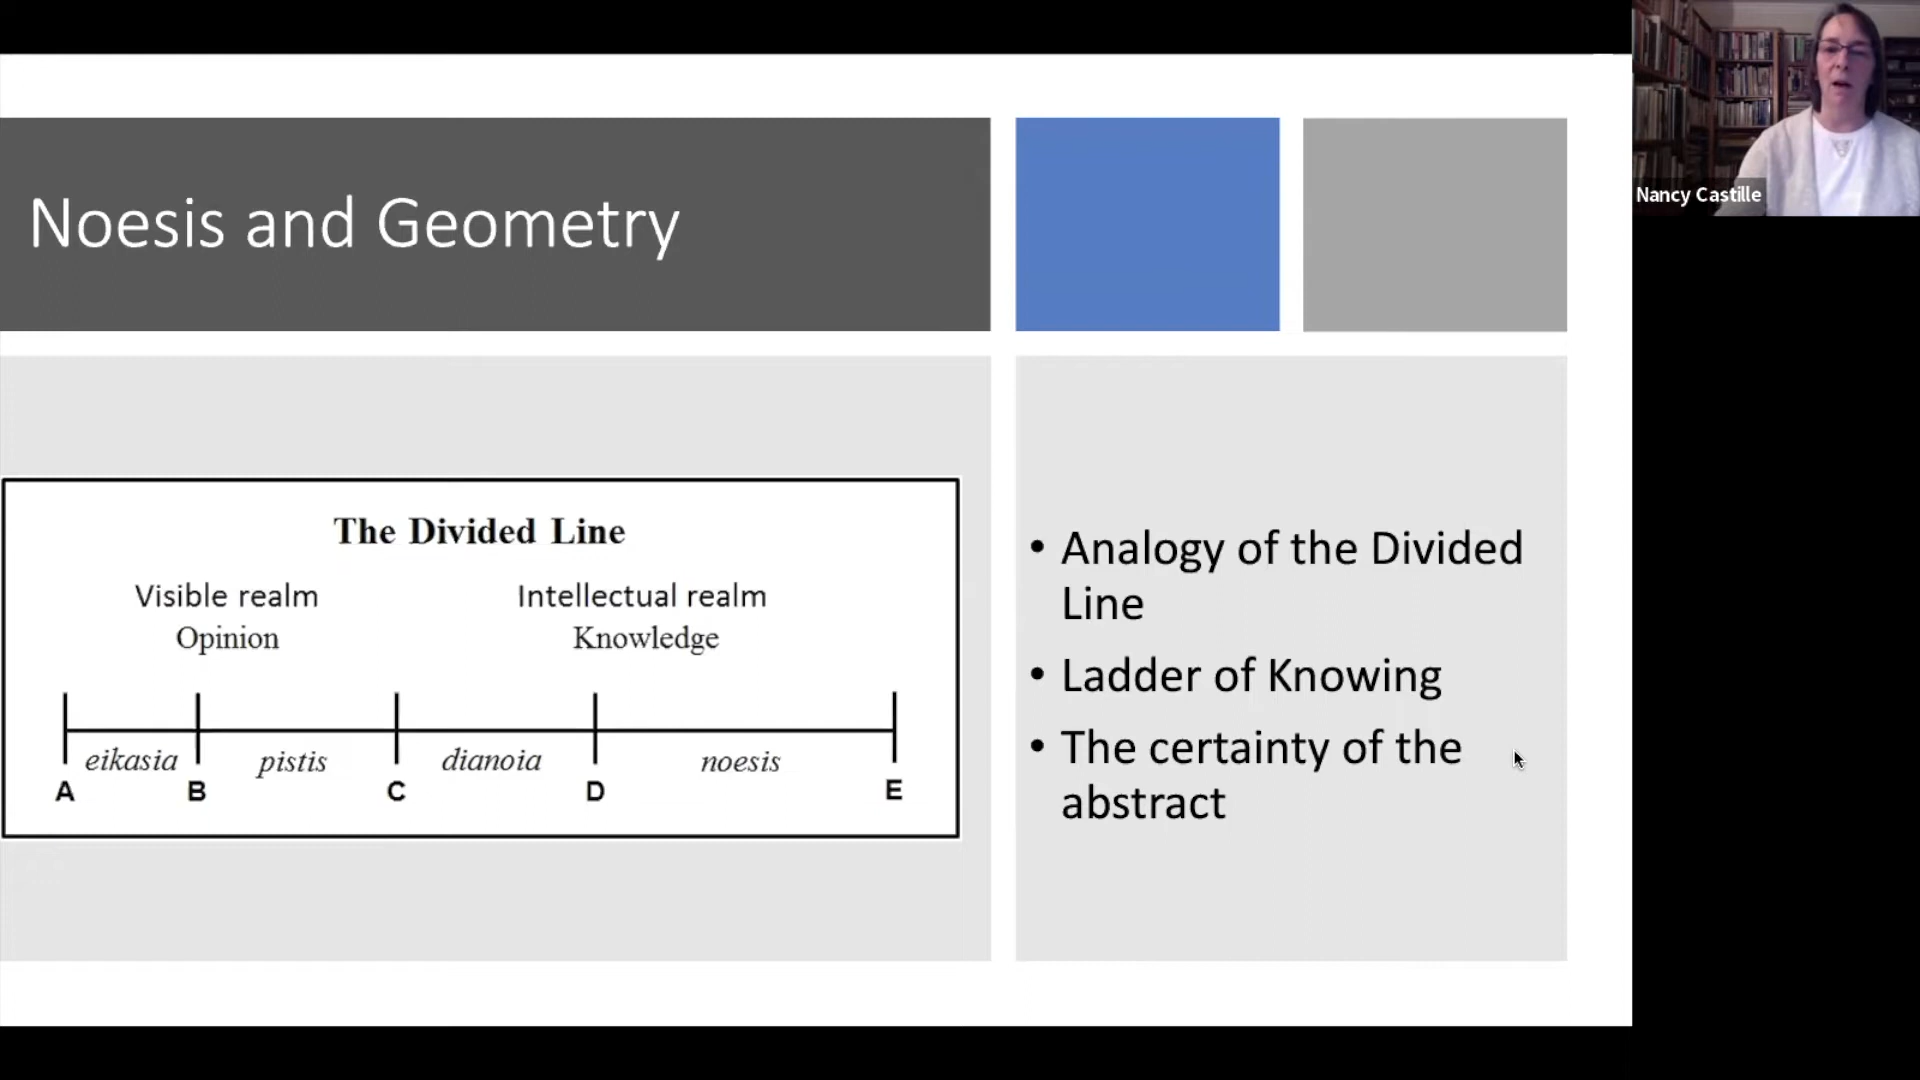 Noesis and Geometry
The Divided Line
Visible realm
Intellectual realm
Opinion
Knowledge
eikasia
pistis
dianoia
noesis
A
B
C
D
E
• Analogy of the Divided
Line
• Ladder of Knowing
• The certainty of the
abstract
Nancy Castille